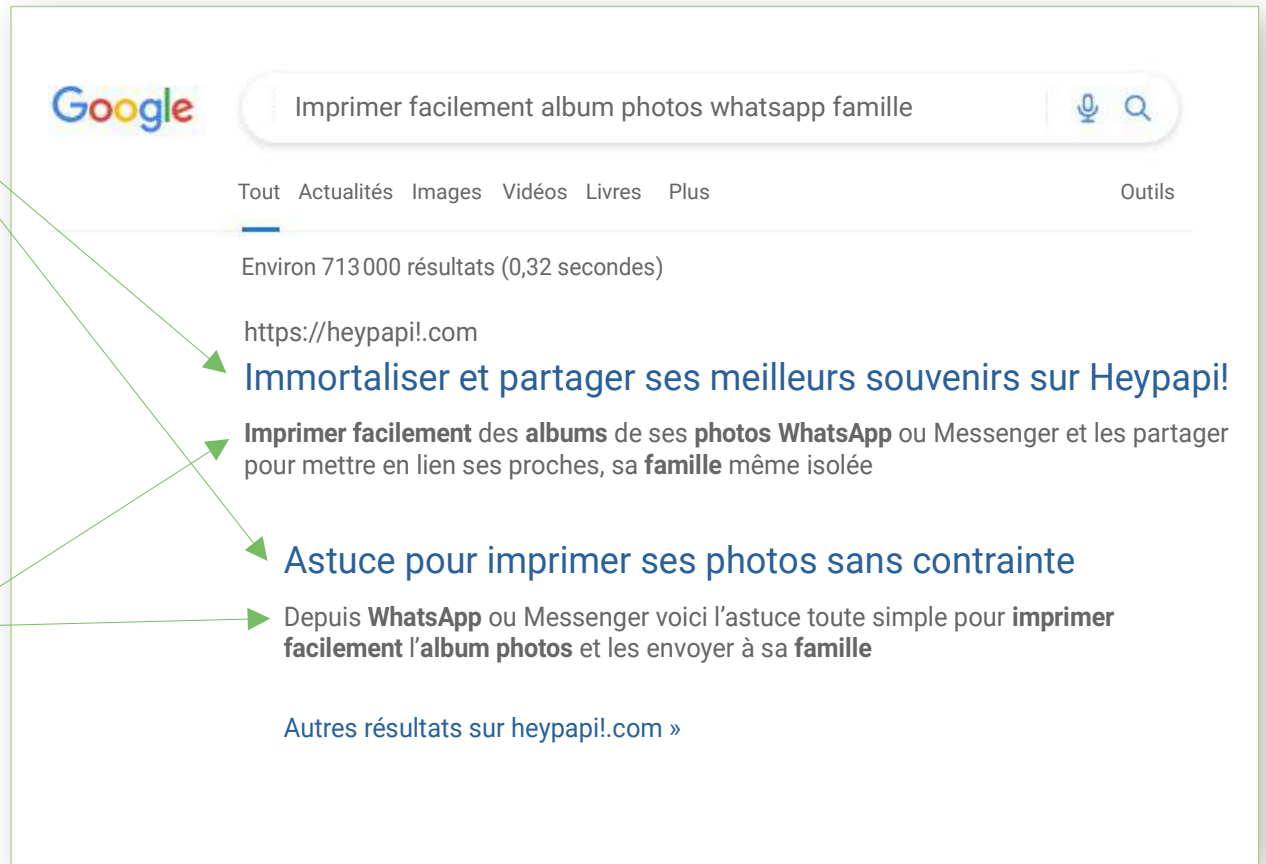 Google
Imprimer facilement album photos whatsapp famille
Tout Actualités Images Vidéos Livres Plus Outils
Environ 713 000 résultats (0,32 secondes)
https://heypapi!.com
Immortaliser et partager ses meilleurs souvenirs sur Heypapi!
Imprimer facilement des albums de ses photos WhatsApp ou Messenger et les partager
pour mettre en lien ses proches, sa famille même isolée
Astuce pour imprimer ses photos sans contrainte
Depuis WhatsApp ou Messenger voici l’astuce toute simple pour imprimer
facilement l’album photos et les envoyer à sa famille
Autres résultats sur heypapi!.com »